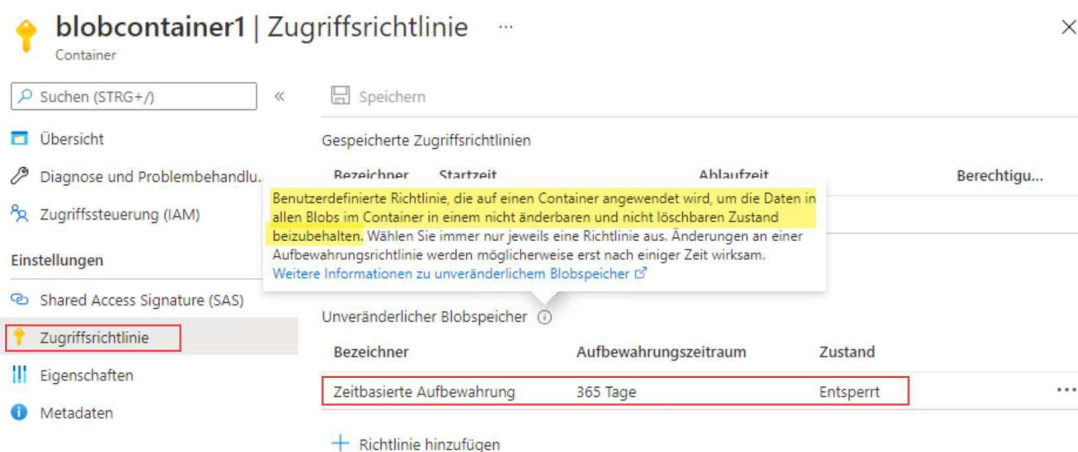 blobcontainer1 | Zugriffsrichtlinie ...
Container
Suchen (STRG+/)
«
Speichern
Übersicht
Diagnose und Problembehandlu...
Zugriffssteuerung (IAM)
Einstellungen
Shared Access Signature (SAS)
Zugriffsrichtlinie
Eigenschaften
Metadaten
Gespeicherte Zugriffsrichtlinien
Bezeichner Startzeit Ablaufzeit Berechtigu...
Benutzerdefinierte Richtlinie, die auf einen Container angewendet wird, um die Daten in
allen Blobs im Container in einem nicht änderbaren und nicht löschbaren Zustand
beizubehalten. Wählen Sie immer nur jeweils eine Richtlinie aus. Änderungen an einer
Aufbewahrungsrichtlinie werden möglicherweise erst nach einiger Zeit wirksam.
Weitere Informationen zu unveränderlichem Blobspeicher
Unveränderlicher Blobspeicher
Bezeichner Aufbewahrungszeitraum Zustand
Zeitbasierte Aufbewahrung 365 Tage Entsperrt ...
+ Richtlinie hinzufügen